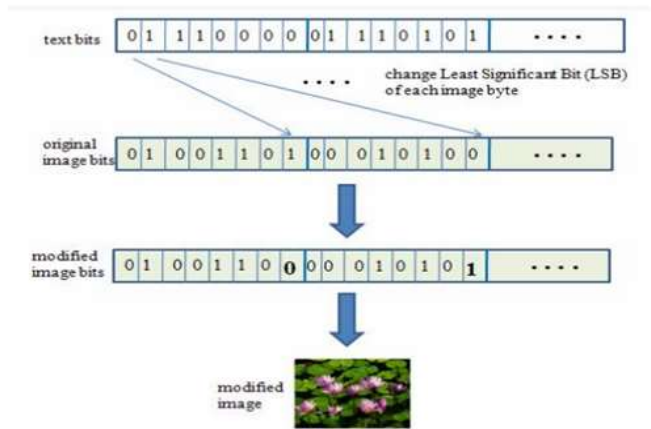 text bits 0 1 1 1 0 0 0 0 0 1 1 1 0 1 0 1 . . . .
. . . . change Least Significant Bit (LSB)
of each image byte
original
image bits 0 1 0 0 1 1 0 1 0 0 0 1 0 1 0 0 . . . .
modified
image bits 0 1 0 0 1 1 0 0 0 0 0 1 0 1 0 1 . . . .
modified
image